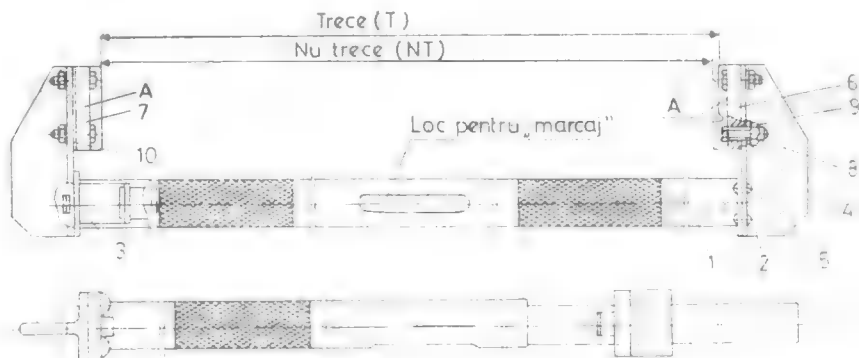 Trece (T)
Nu trece (NT)
A
7
10
Loc pentru „marcaj”
A
6
9
8
4
3
1 2 5